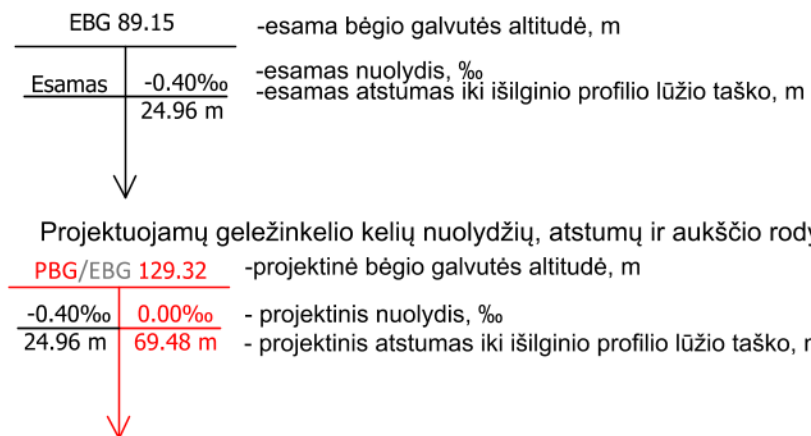 EBG 89.15 -esama bėgio galvutės altitudė, m
Esamas -0.40‰ -esamas nuolydis, ‰
24.96 m -esamas atstumas iki išilginio profilio lūžio taško, m
Projektuojamų geležinkelio kelių nuolydžių, atstumų ir aukščio
PBG/EBG 129.32 -projektinė bėgio galvutės altitudė, m
-0.40‰ 0.00‰ - projektinis nuolydis, ‰
24.96 m 69.48 m - projektinis atstumas iki išilginio profilio lūžio taško,